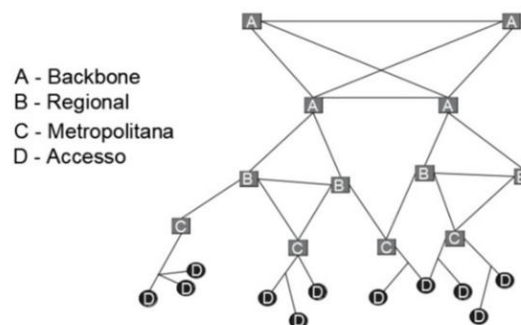 A A
A - Backbone
B - Regional
C - Metropolitana
D - Accesso
A A
B B B B
C C C C
D D D D D D D D D D D